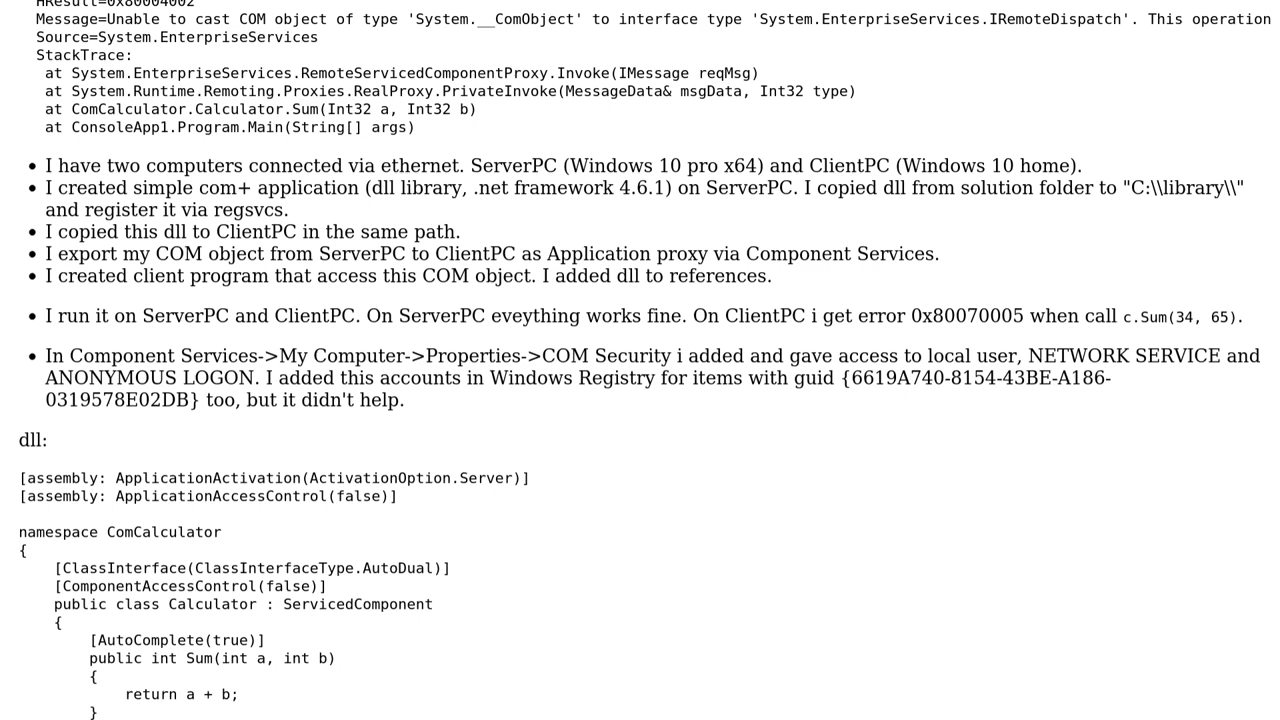 HResult=0x80004002
Message=Unable to cast COM object of type 'System.__ComObject' to interface type 'System.EnterpriseServices.IRemoteDispatch'. This operation
Source=System.EnterpriseServices
StackTrace:
at System.EnterpriseServices.RemoteServicedComponentProxy.Invoke(IMessage reqMsg)
at System.Runtime.Remoting.Proxies.RealProxy.PrivateInvoke(MessageData& msgData, Int32 type)
at ComCalculator.Calculator.Sum(Int32 a, Int32 b)
at ConsoleApp1.Program.Main(String[] args)
• I have two computers connected via ethernet. ServerPC (Windows 10 pro x64) and ClientPC (Windows 10 home).
• I created simple com+ application (dll library, .net framework 4.6.1) on ServerPC. I copied dll from solution folder to "C:\\library\\"
and register it via regsvcs.
• I copied this dll to ClientPC in the same path.
• I export my COM object from ServerPC to ClientPC as Application proxy via Component Services.
• I created client program that access this COM object. I added dll to references.
• I run it on ServerPC and ClientPC. On ServerPC eveything works fine. On ClientPC i get error 0x80070005 when call c.Sum(34, 65).
• In Component Services->My Computer->Properties->COM Security i added and gave access to local user, NETWORK SERVICE and
ANONYMOUS LOGON. I added this accounts in Windows Registry for items with guid {6619A740-8154-43BE-A186-
0319578E02DB} too, but it didn't help.
dll:
[assembly: ApplicationActivation(ActivationOption.Server)]
[assembly: ApplicationAccessControl(false)]
namespace ComCalculator
{
[ClassInterface(ClassInterfaceType.AutoDual)]
[ComponentAccessControl(false)]
public class Calculator : ServicedComponent
{
[AutoComplete(true)]
public int Sum(int a, int b)
{
return a + b;
}